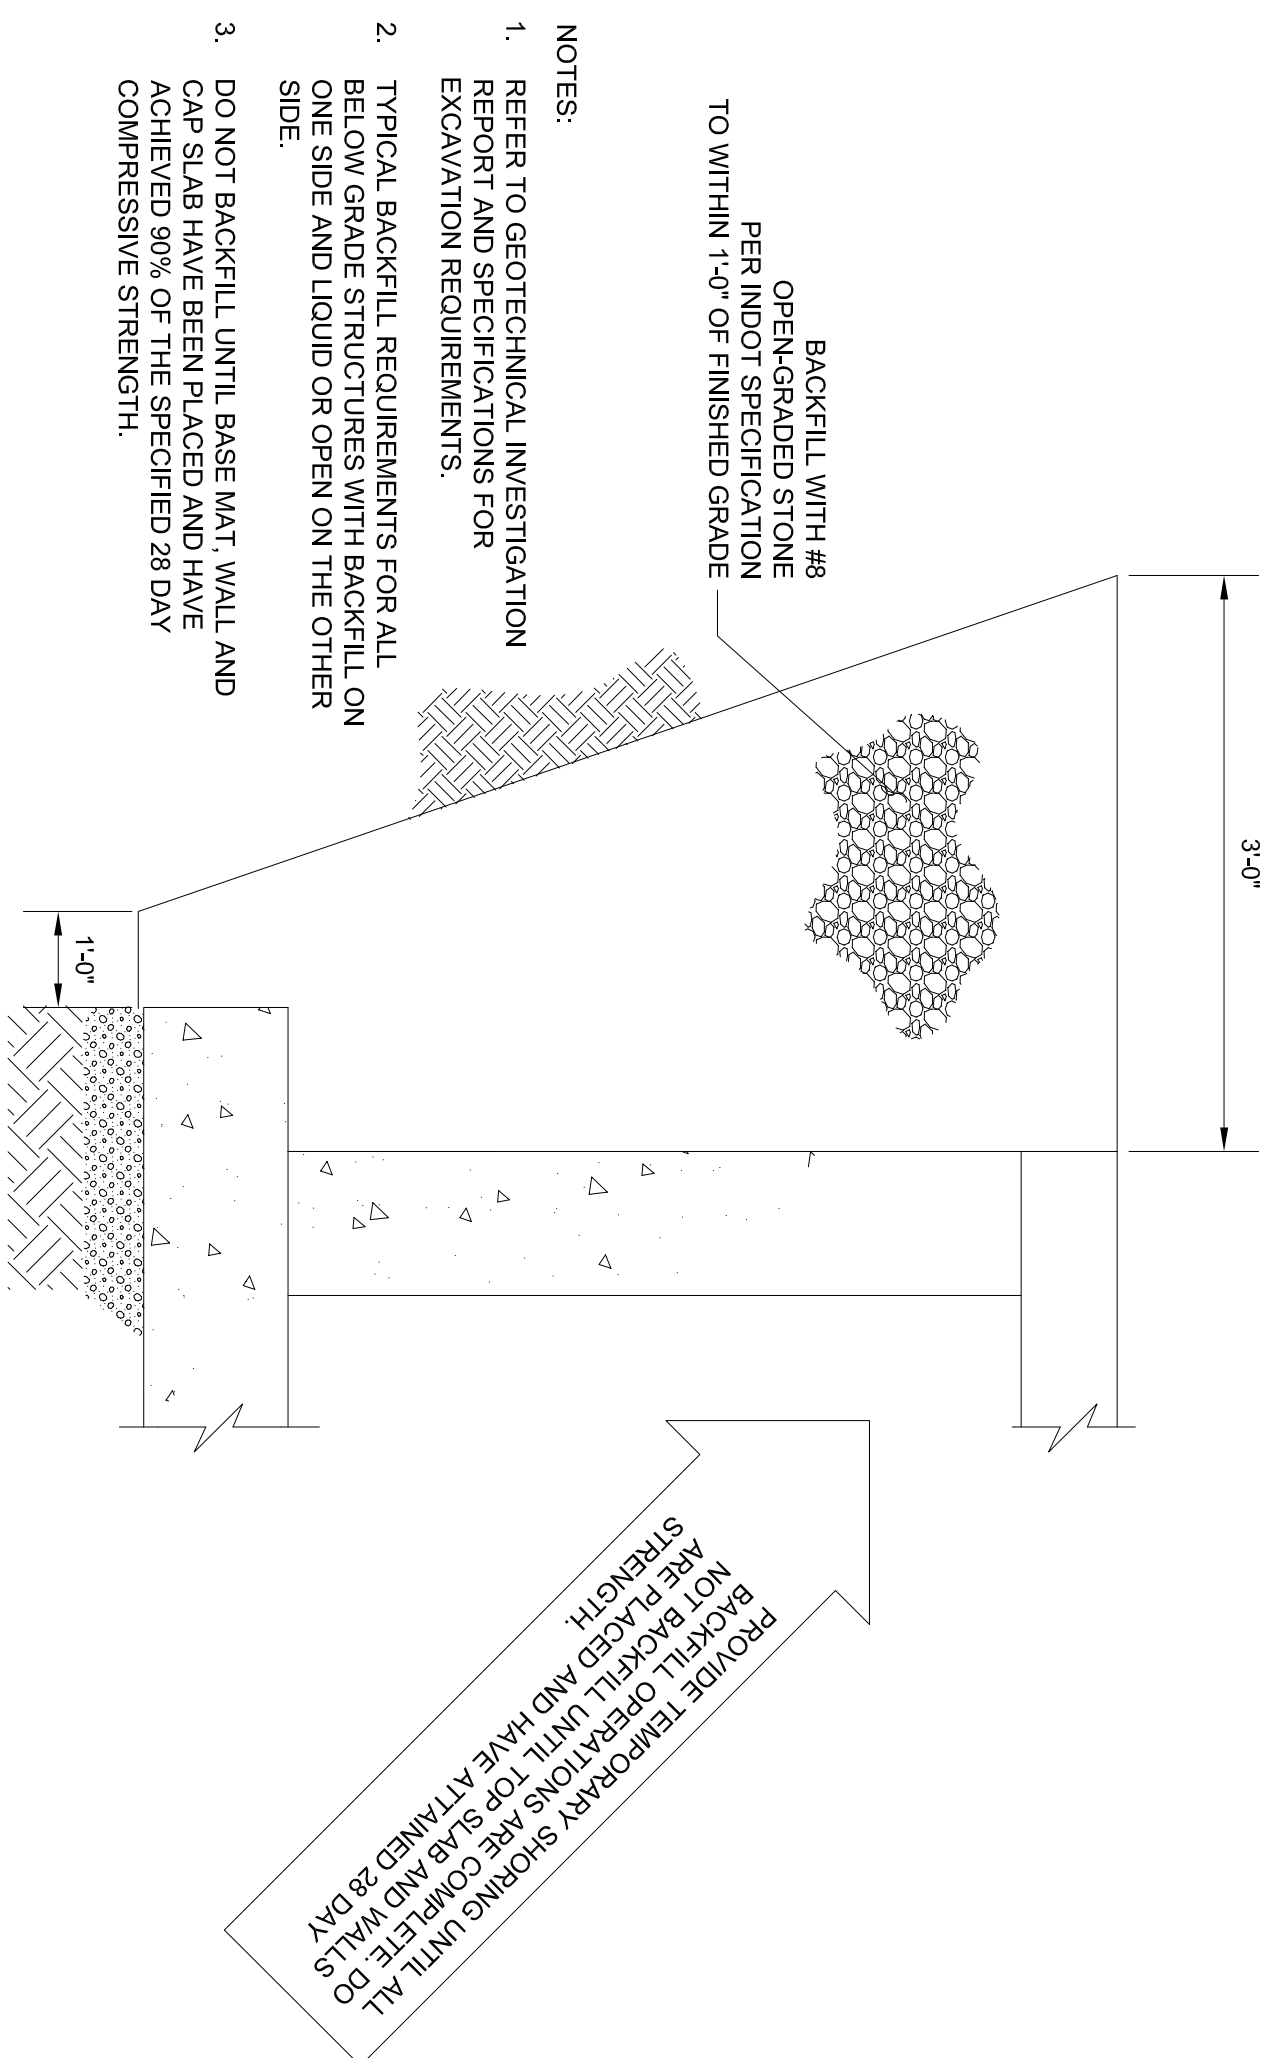 3'-0"
BACKFILL WITH #8
OPEN-GRADED STONE
PER INDOT SPECIFICATION
TO WITHIN 1'-0" OF FINISHED GRADE
PROVIDE TEMPORARY SHORING UNTIL ALL
BACKFILL OPERATIONS ARE COMPLETE. DO
NOT BACKFILL UNTIL TOP SLAB AND WALLS
ARE PLACED AND HAVE ATTAINED 28 DAY
STRENGTH.
NOTES:
1. REFER TO GEOTECHNICAL INVESTIGATION
REPORT AND SPECIFICATIONS FOR
EXCAVATION REQUIREMENTS.
2. TYPICAL BACKFILL REQUIREMENTS FOR ALL
BELOW GRADE STRUCTURES WITH BACKFILL ON
ONE SIDE AND LIQUID OR OPEN ON THE OTHER
SIDE.
3. DO NOT BACKFILL UNTIL BASE MAT, WALL AND
CAP SLAB HAVE BEEN PLACED AND HAVE
ACHIEVED 90% OF THE SPECIFIED 28 DAY
COMPRESSIVE STRENGTH.
1'-0"